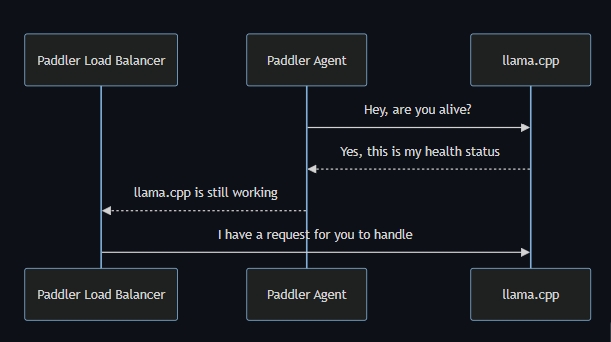 Paddler Load Balancer
Paddler Agent
llama.cpp
Hey, are you alive?
Yes, this is my health status
llama.cpp is still working
I have a request for you to handle
Paddler Load Balancer
Paddler Agent
llama.cpp